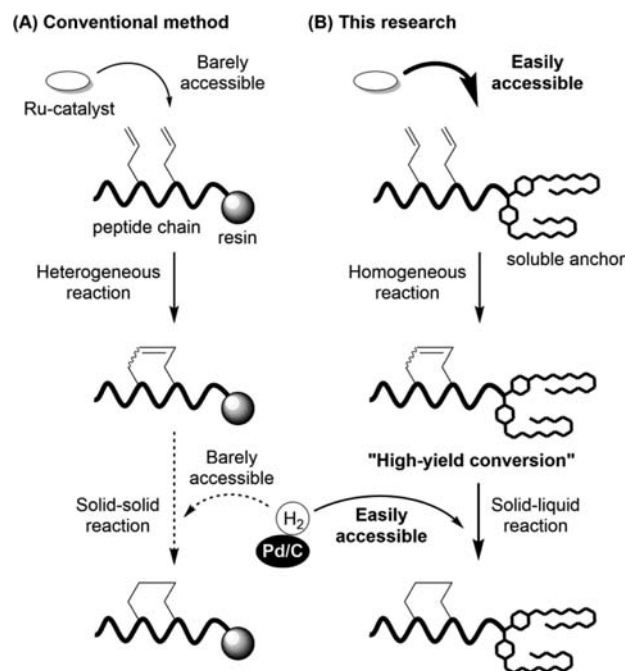 (A) Conventional method
Barely
accessible
Ru-catalyst
peptide chain
resin
Heterogeneous
reaction
Barely
accessible
Solid-solid
reaction
H2
Pd/C
(B) This research
Easily
accessible
soluble anchor
Homogeneous
reaction
"High-yield conversion"
Easily
accessible
Solid-liquid
reaction